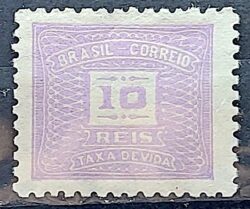 BRASIL CORREIO
10
REIS
TAXA DEVIDA